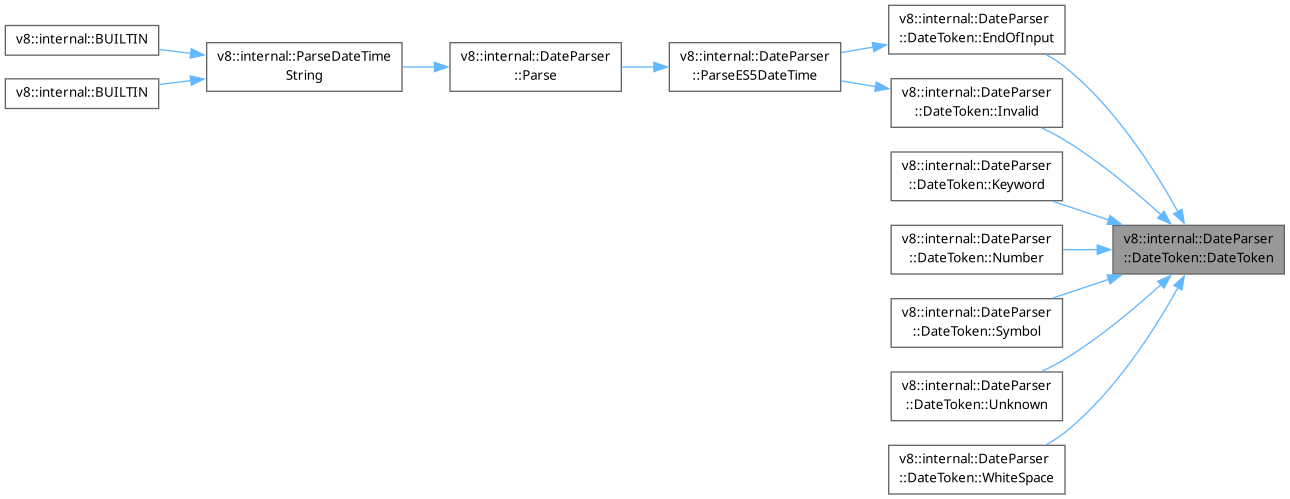 v8::internal::BUILTIN
v8::internal::BUILTIN
v8::internal::ParseDateTime
String
v8::internal::DateParser
::Parse
v8::internal::DateParser
::ParseES5DateTime
v8::internal::DateParser
::DateToken::EndOfInput
v8::internal::DateParser
::DateToken::Invalid
v8::internal::DateParser
::DateToken::Keyword
v8::internal::DateParser
::DateToken::Number
v8::internal::DateParser
::DateToken::Symbol
v8::internal::DateParser
::DateToken::Unknown
v8::internal::DateParser
::DateToken::WhiteSpace
v8::internal::DateParser
::DateToken::DateToken